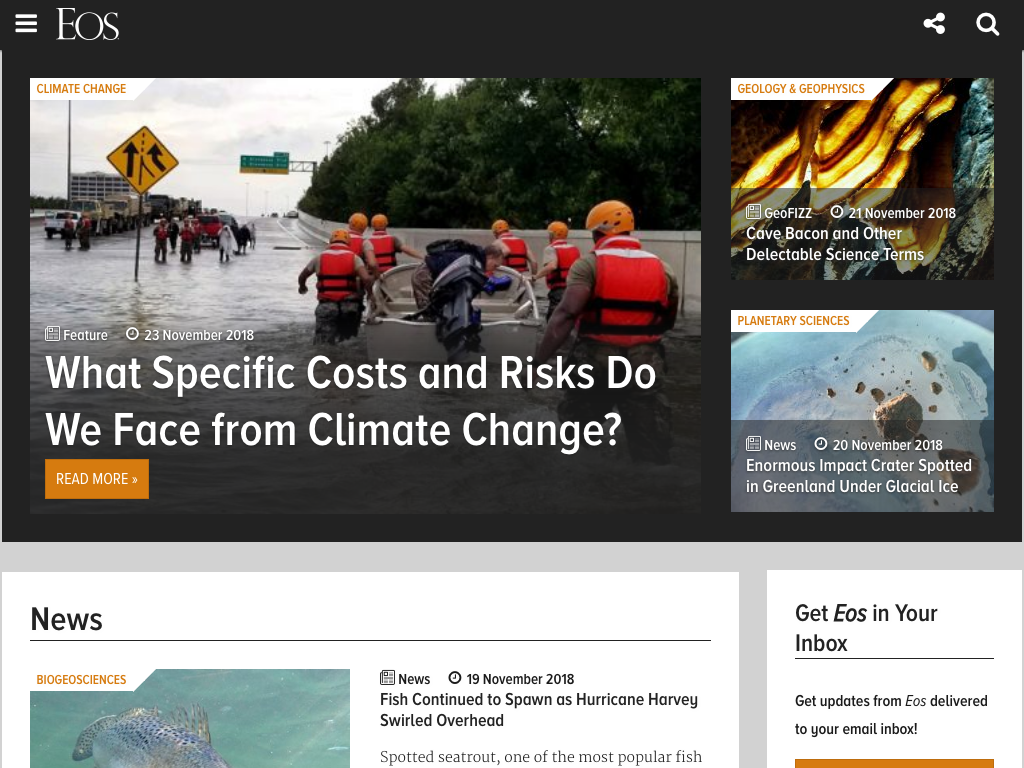 Eos
CLIMATE CHANGE
Feature 23 November 2018
What Specific Costs and Risks Do
We Face from Climate Change?
READ MORE »
GEOLOGY & GEOPHYSICS
GeoFIZZ 21 November 2018
Cave Bacon and Other
Delectable Science Terms
PLANETARY SCIENCES
News 20 November 2018
Enormous Impact Crater Spotted
in Greenland Under Glacial Ice
News
BIOGEOSCIENCES
News 19 November 2018
Fish Continued to Spawn as Hurricane Harvey
Swirled Overhead
Spotted seatrout, one of the most popular fish
Get Eos in Your
Inbox
Get updates from Eos delivered
to your email inbox!